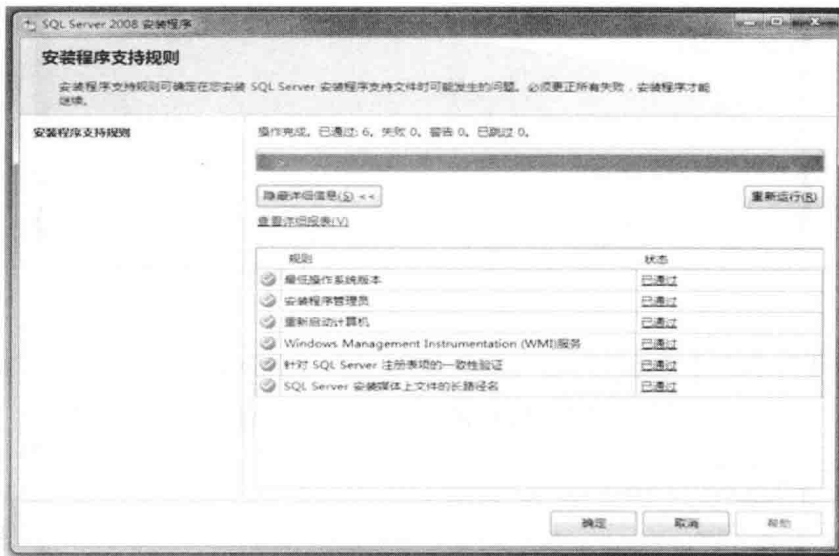 SQL Server 2008 安装程序
安装程序支持规则
安装程序支持规则可确定在您安装 SQL Server 安装程序支持文件时可能发生的问题。必须更正所有失败，安装程序才能
继续。
安装程序支持规则
操作完成。已通过: 6。失败 0。警告 0。已跳过 0。
隐藏详细信息(S) <<
重新运行(R)
查看详细报表(V)
规则 状态
最低操作系统版本 已通过
安装程序管理员 已通过
重新启动计算机 已通过
Windows Management Instrumentation (WMI)服务 已通过
针对 SQL Server 注册表项的一致性验证 已通过
SQL Server 安装媒体上文件的长路径名 已通过
确定 取消 帮助